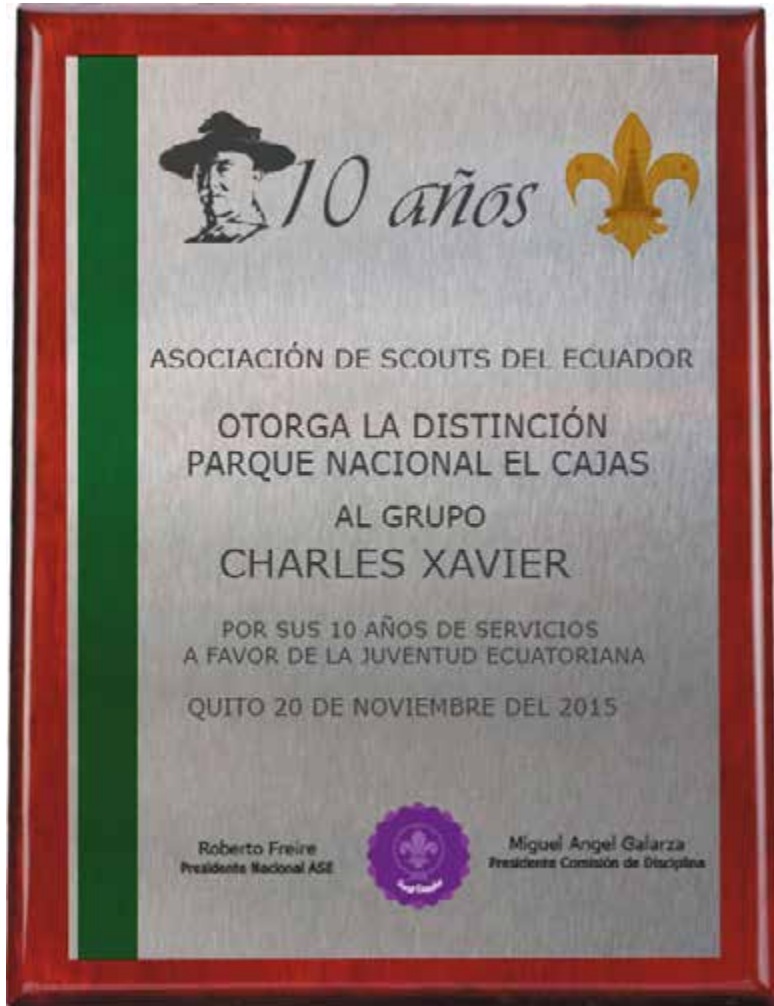 10 años
ASOCIACIÓN DE SCOUTS DEL ECUADOR
OTORGA LA DISTINCIÓN
PARQUE NACIONAL EL CAJAS
AL GRUPO
CHARLES XAVIER
POR SUS 10 AÑOS DE SERVICIOS
A FAVOR DE LA JUVENTUD ECUATORIANA
QUITO 20 DE NOVIEMBRE DEL 2015
Roberto Freire
Presidente Nacional ASE
Miguel Angel Galarza
Presidente Comisión de Disciplina